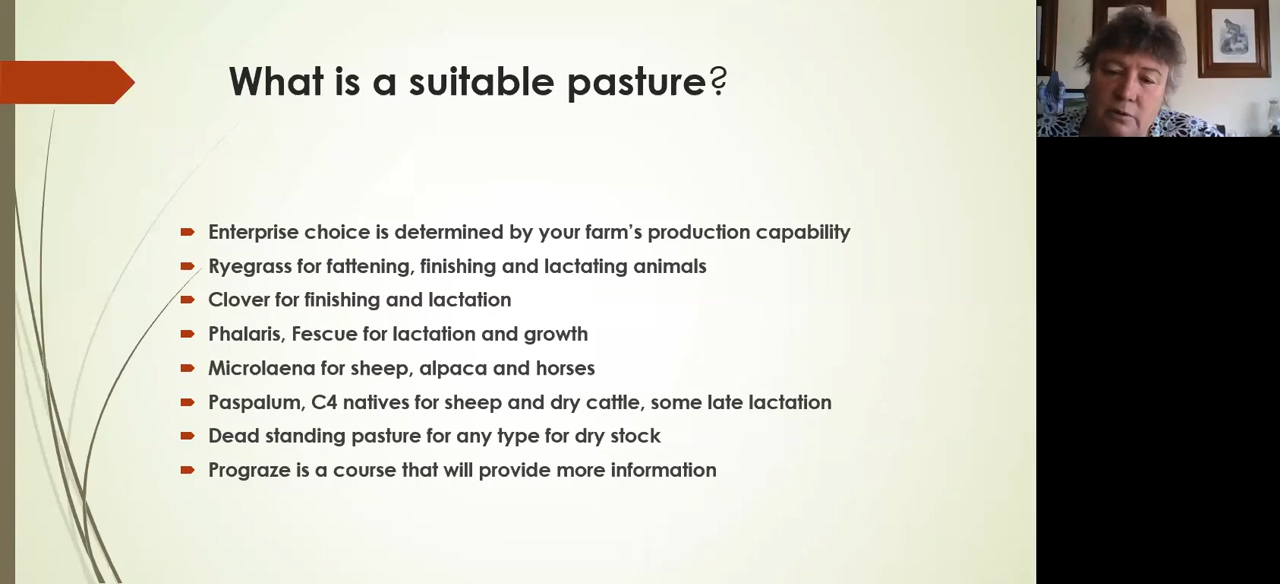 What is a suitable pasture?
Enterprise choice is determined by your farm's production capability
Ryegrass for fattening, finishing and lactating animals
Clover for finishing and lactation
Phalaris, Fescue for lactation and growth
Microlaena for sheep, alpaca and horses
Paspalum, C4 natives for sheep and dry cattle, some late lactation
Dead standing pasture for any type for dry stock
Prograze is a course that will provide more information